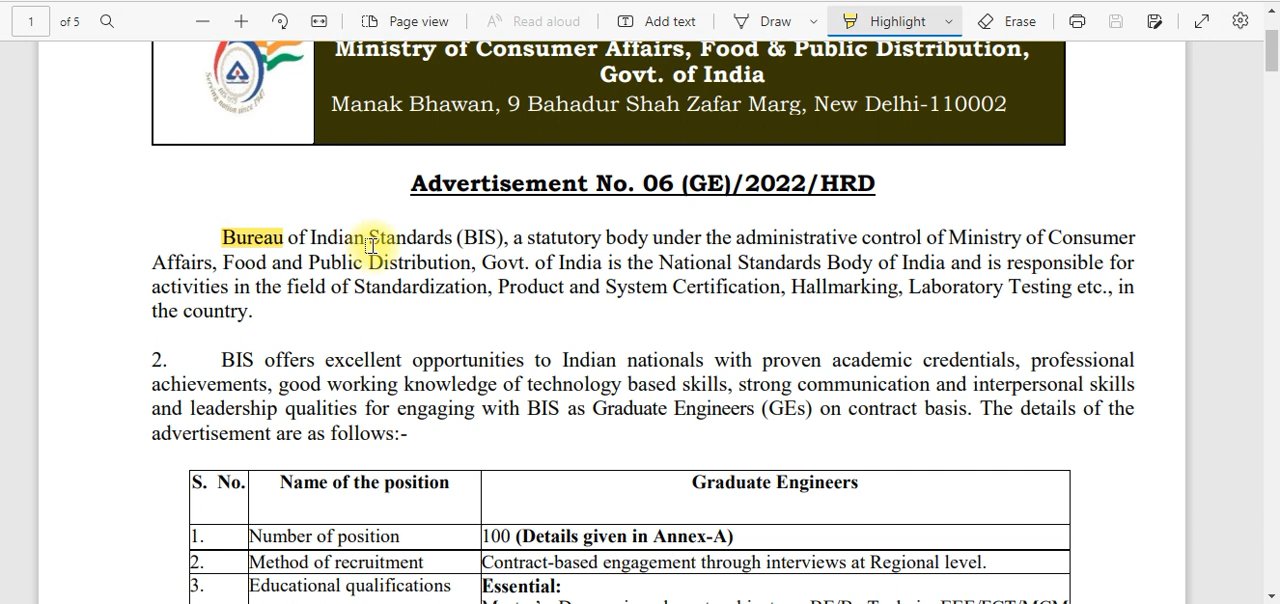 1 of 5 Page view Read aloud Add text Draw Highlight Erase
Ministry of Consumer Affairs, Food & Public Distribution,
Govt. of India
Manak Bhawan, 9 Bahadur Shah Zafar Marg, New Delhi-110002
Advertisement No. 06 (GE)/2022/HRD
Bureau of Indian Standards (BIS), a statutory body under the administrative control of Ministry of Consumer
Affairs, Food and Public Distribution, Govt. of India is the National Standards Body of India and is responsible for
activities in the field of Standardization, Product and System Certification, Hallmarking, Laboratory Testing etc., in
the country.
2. BIS offers excellent opportunities to Indian nationals with proven academic credentials, professional
achievements, good working knowledge of technology based skills, strong communication and interpersonal skills
and leadership qualities for engaging with BIS as Graduate Engineers (GEs) on contract basis. The details of the
advertisement are as follows:-
S. No. Name of the position Graduate Engineers
1. Number of position 100 (Details given in Annex-A)
2. Method of recruitment Contract-based engagement through interviews at Regional level.
3. Educational qualifications Essential: